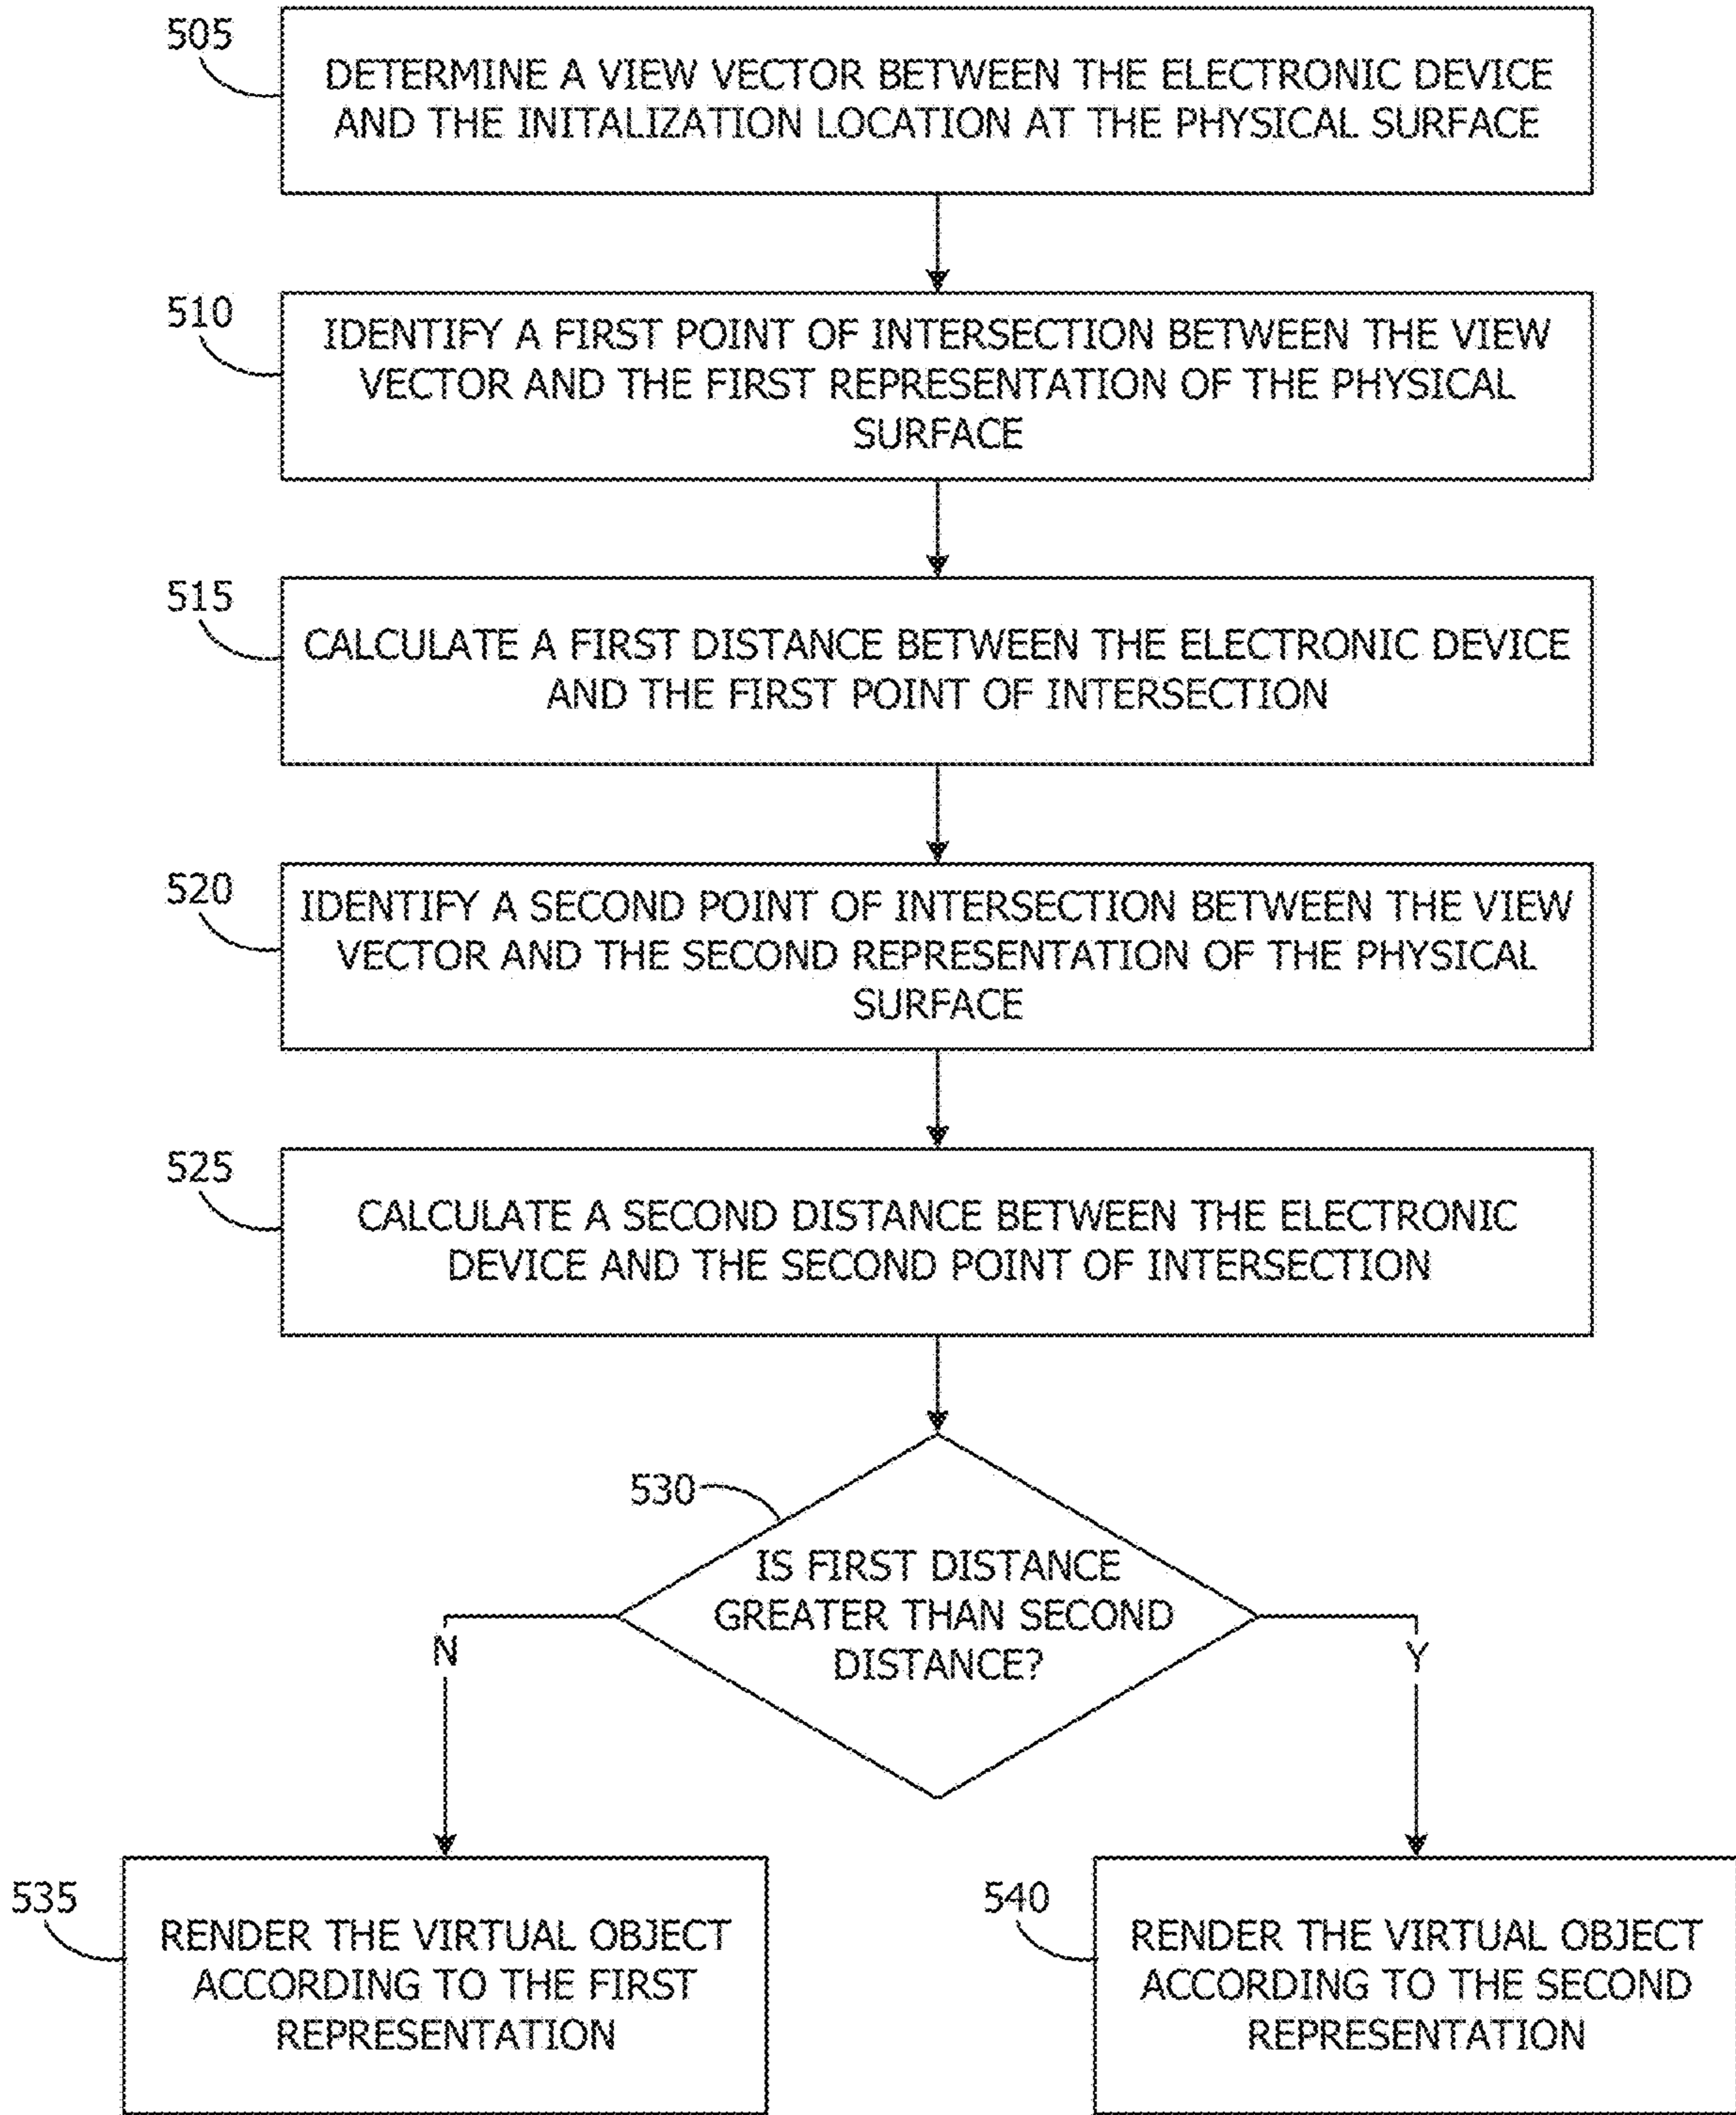 505
DETERMINE A VIEW VECTOR BETWEEN THE ELECTRONIC DEVICE
AND THE INITALIZATION LOCATION AT THE PHYSICAL SURFACE
510
IDENTIFY A FIRST POINT OF INTERSECTION BETWEEN THE VIEW
VECTOR AND THE FIRST REPRESENTATION OF THE PHYSICAL
SURFACE
515
CALCULATE A FIRST DISTANCE BETWEEN THE ELECTRONIC DEVICE
AND THE FIRST POINT OF INTERSECTION
520
IDENTIFY A SECOND POINT OF INTERSECTION BETWEEN THE VIEW
VECTOR AND THE SECOND REPRESENTATION OF THE PHYSICAL
SURFACE
525
CALCULATE A SECOND DISTANCE BETWEEN THE ELECTRONIC
DEVICE AND THE SECOND POINT OF INTERSECTION
530
IS FIRST DISTANCE
GREATER THAN SECOND
DISTANCE?
N
Y
535
RENDER THE VIRTUAL OBJECT
ACCORDING TO THE FIRST
REPRESENTATION
540
RENDER THE VIRTUAL OBJECT
ACCORDING TO THE SECOND
REPRESENTATION